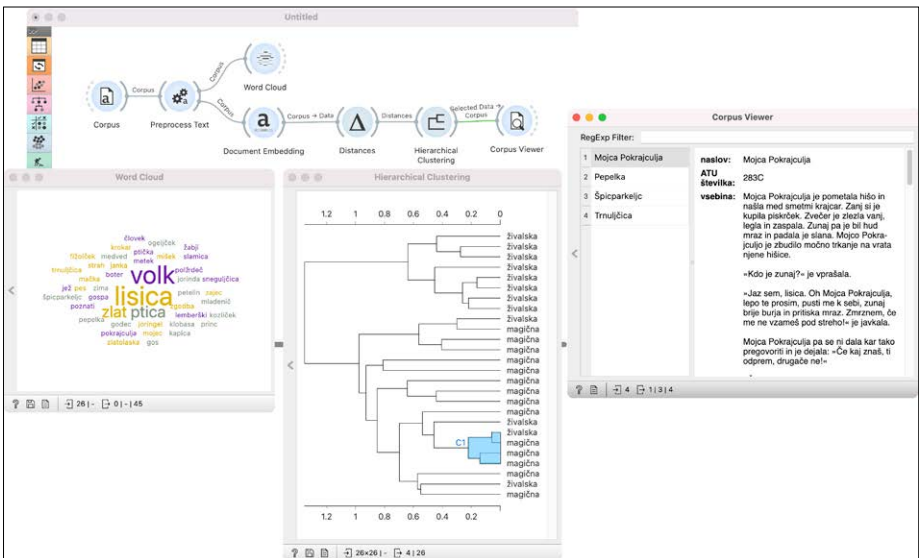 Untitled
Corpus
Corpus
Preprocess Text
Corpus
Word Cloud
Corpus
Document Embedding
Corpus → Data
Distances
Distances
Hierarchical
Clustering
Selected Data →
Corpus
Corpus Viewer
Word Cloud
človek
ogeljček
krokar
ptička
žabji
fižolček
medved
mišek
slamica
stran
janka
metek
trnuljčica
volk
polždeč
mačka
boter
jorinda
sneguljčica
jež
pes
zima
lisica
petelin
zajec
špicparkeljc
gospa
mladenič
poznati
zlat
ptica
lemberški
kozliček
pepelka
godec
joringel
klobasa
princ
pokrajculja
mojec
kapica
zlatolaska
gos
? 26 | - 0 | - | 45
Hierarchical Clustering
1.2 1 0.8 0.6 0.4 0.2 0
živalska
živalska
živalska
živalska
živalska
živalska
živalska
živalska
živalska
magična
magična
magična
magična
magična
magična
magična
magična
magična
živalska
živalska
C1
magična
magična
magična
magična
živalska
magična
1.2 1 0.8 0.6 0.4 0.2 0
? 26×26 | - 4 | 26
Corpus Viewer
RegExp Filter:
1 Mojca Pokrajculja
2 Pepelka
3 Špicparkeljc
4 Trnuljčica
naslov: Mojca Pokrajculja
ATU
številka: 283C
vsebina: Mojca Pokrajculja je pometala hišo in
našla med smetmi krajcar. Zanj si je
kupila piskrček. Zvečer je zlezla vanj,
legla in zaspala. Zunaj pa je bil hud
mraz in padala je slana. Mojco Pokra-
jculjo je zbudilo močno trkanje na vrata
njene hišice.
»Kdo je zunaj?« je vprašala.
»Jaz sem, lisica. Oh Mojca Pokrajculja,
lepo te prosim, pusti me k sebi, zunaj
brije burja in pritiska mraz. Zmrznem, če
me ne vzameš pod streho!« je javkala.
Mojca Pokrajculja pa se ni dala kar tako
pregovoriti in je dejala: »Če kaj znaš, ti
odprem, drugače ne!«
? 4 1 | 3 | 4